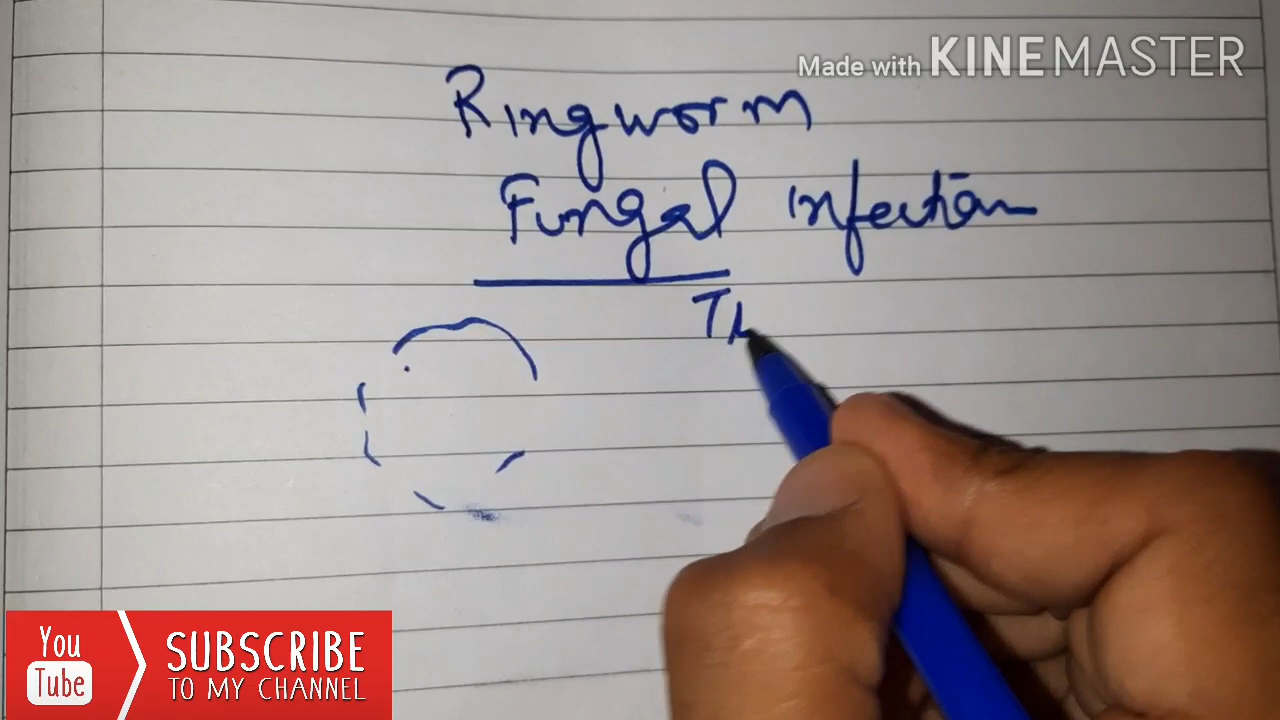 Made with KINEMASTER
Ringworm
Fungal infection
You
Tube
SUBSCRIBE
TO MY CHANNEL